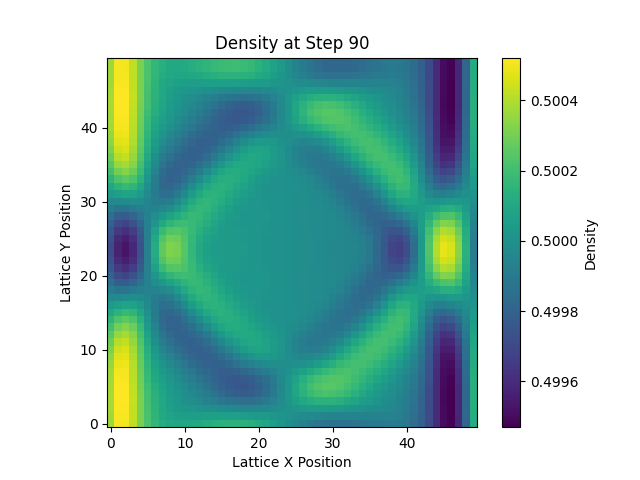 Density at Step 90
Lattice Y Position
40
30
20
10
0
0 10 20 30 40
Lattice X Position
0.5004
0.5002
0.5000
0.4998
0.4996
Density